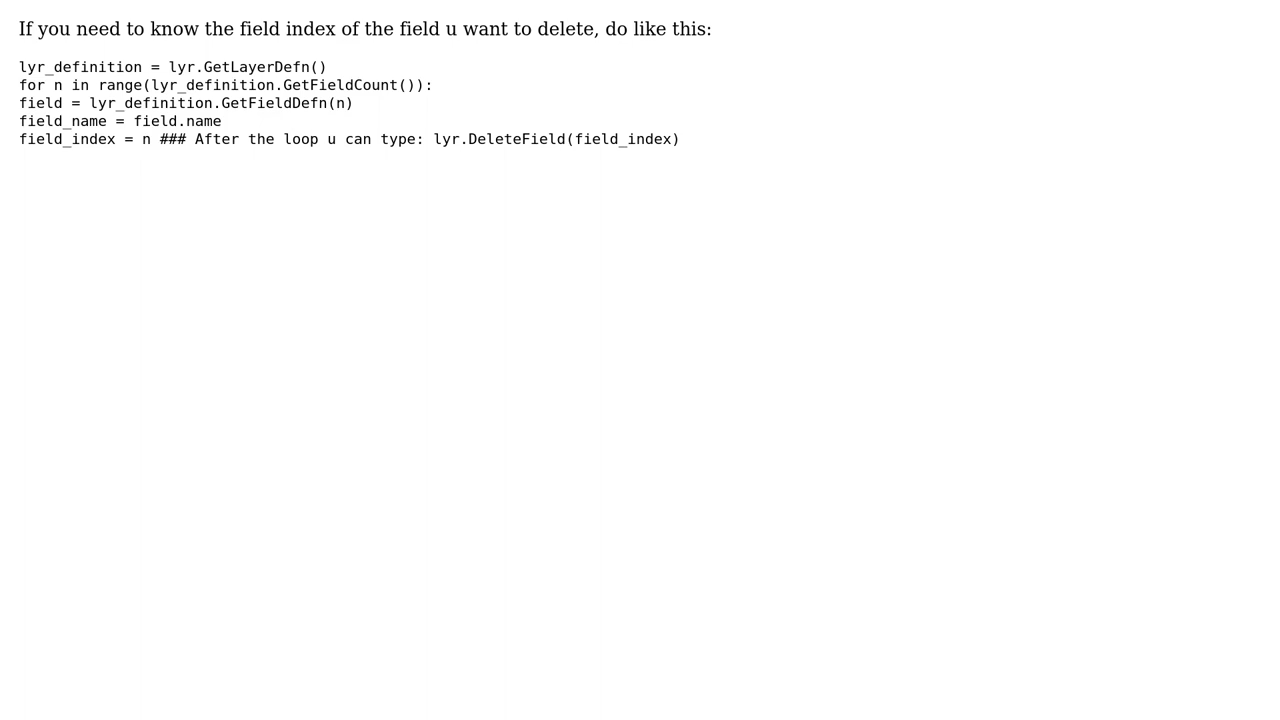 If you need to know the field index of the field u want to delete, do like this:
lyr_definition = lyr.GetLayerDefn()
for n in range(lyr_definition.GetFieldCount()):
field = lyr_definition.GetFieldDefn(n)
field_name = field.name
field_index = n ### After the loop u can type: lyr.DeleteField(field_index)